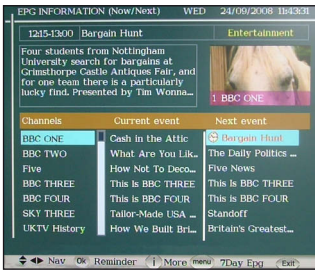 EPG INFORMATION (Now/Next) WED 24/09/2008 11:43:31
12:15-13:00 Bargain Hunt Entertainment
Four students from Nottingham
University search for bargains at
Grimsthorpe Castle Antiques Fair, and
for one team there is a particularly
lucky find. Presented by Tim Wonna...
1 BBC ONE
Channels Current event Next event
BBC ONE Cash in the Attic Bargain Hunt
BBC TWO What Are You Lik... The Daily Politics ...
Five How Not To Deco... Five News
BBC THREE This is BBC THREE This is BBC THREE
BBC FOUR This is BBC FOUR This is BBC FOUR
SKY THREE Tailor-Made USA ... Standoff
UKTV History How We Built Bri... Britain's Greatest...
Nav Ok Reminder i More menu 7Day Epg Exit